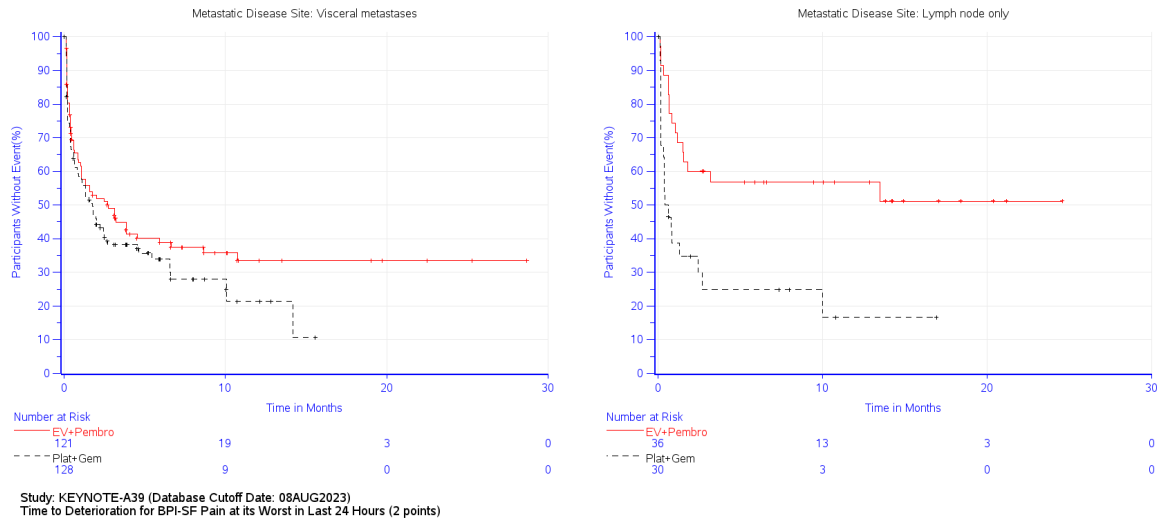 Metastatic Disease Site: Visceral metastases
Participants Without Event(%)
100
90
80
70
60
50
40
30
20
10
0
0 10 20 30
Time in Months
Number at Risk
EV+Pembro
121 19 3 0
Plat+Gem
128 9 0 0
Metastatic Disease Site: Lymph node only
Participants Without Event(%)
100
90
80
70
60
50
40
30
20
10
0
0 10 20 30
Time in Months
Number at Risk
EV+Pembro
36 13 3 0
Plat+Gem
30 3 0 0
Study: KEYNOTE-A39 (Database Cutoff Date: 08AUG2023)
Time to Deterioration for BPI-SF Pain at its Worst in Last 24 Hours (2 points)